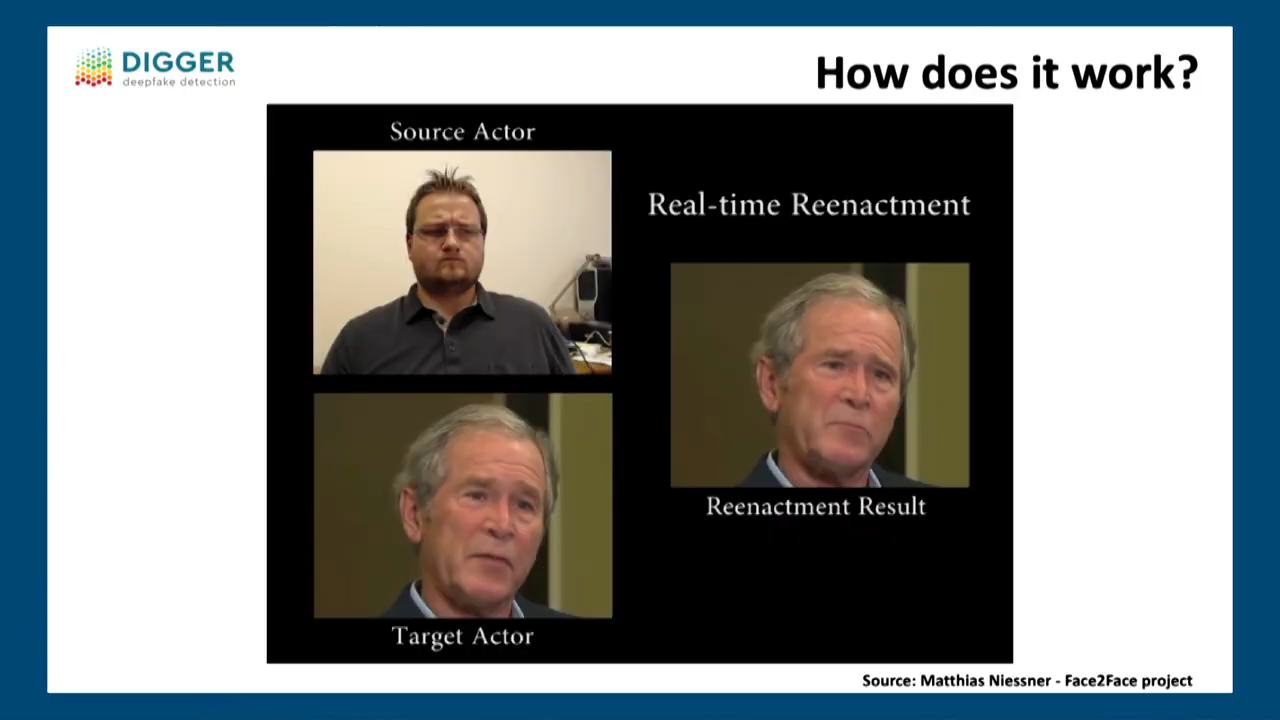 DIGGER
deepfake detection
How does it work?
Source Actor
Real-time Reenactment
Reenactment Result
Target Actor
Source: Matthias Niessner - Face2Face project